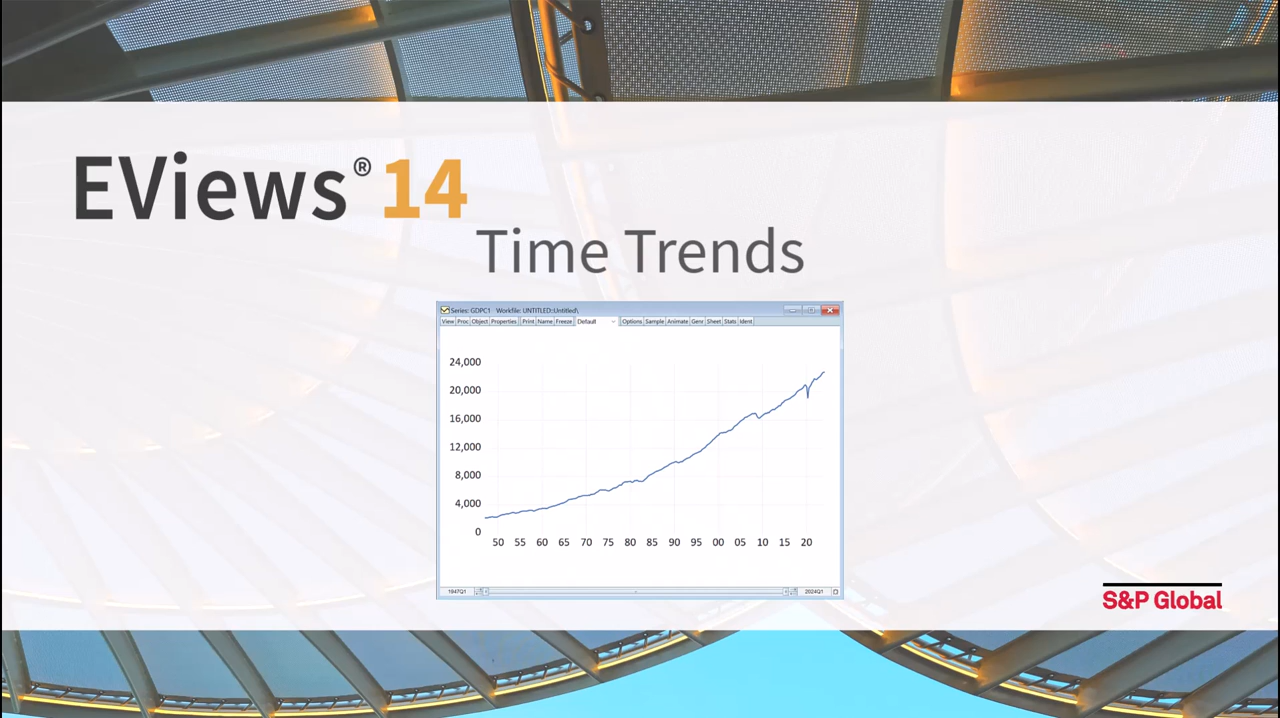 EViews® 14
Time Trends
Series: GDPC1 Workfile: UNTITLED::Untitled\
View Proc Object Properties Print Name Freeze Default Options Sample Animate Genr Sheet Stats Ident
24,000
20,000
16,000
12,000
8,000
4,000
0
50 55 60 65 70 75 80 85 90 95 00 05 10 15 20
1947Q1 2024Q1
S&P Global